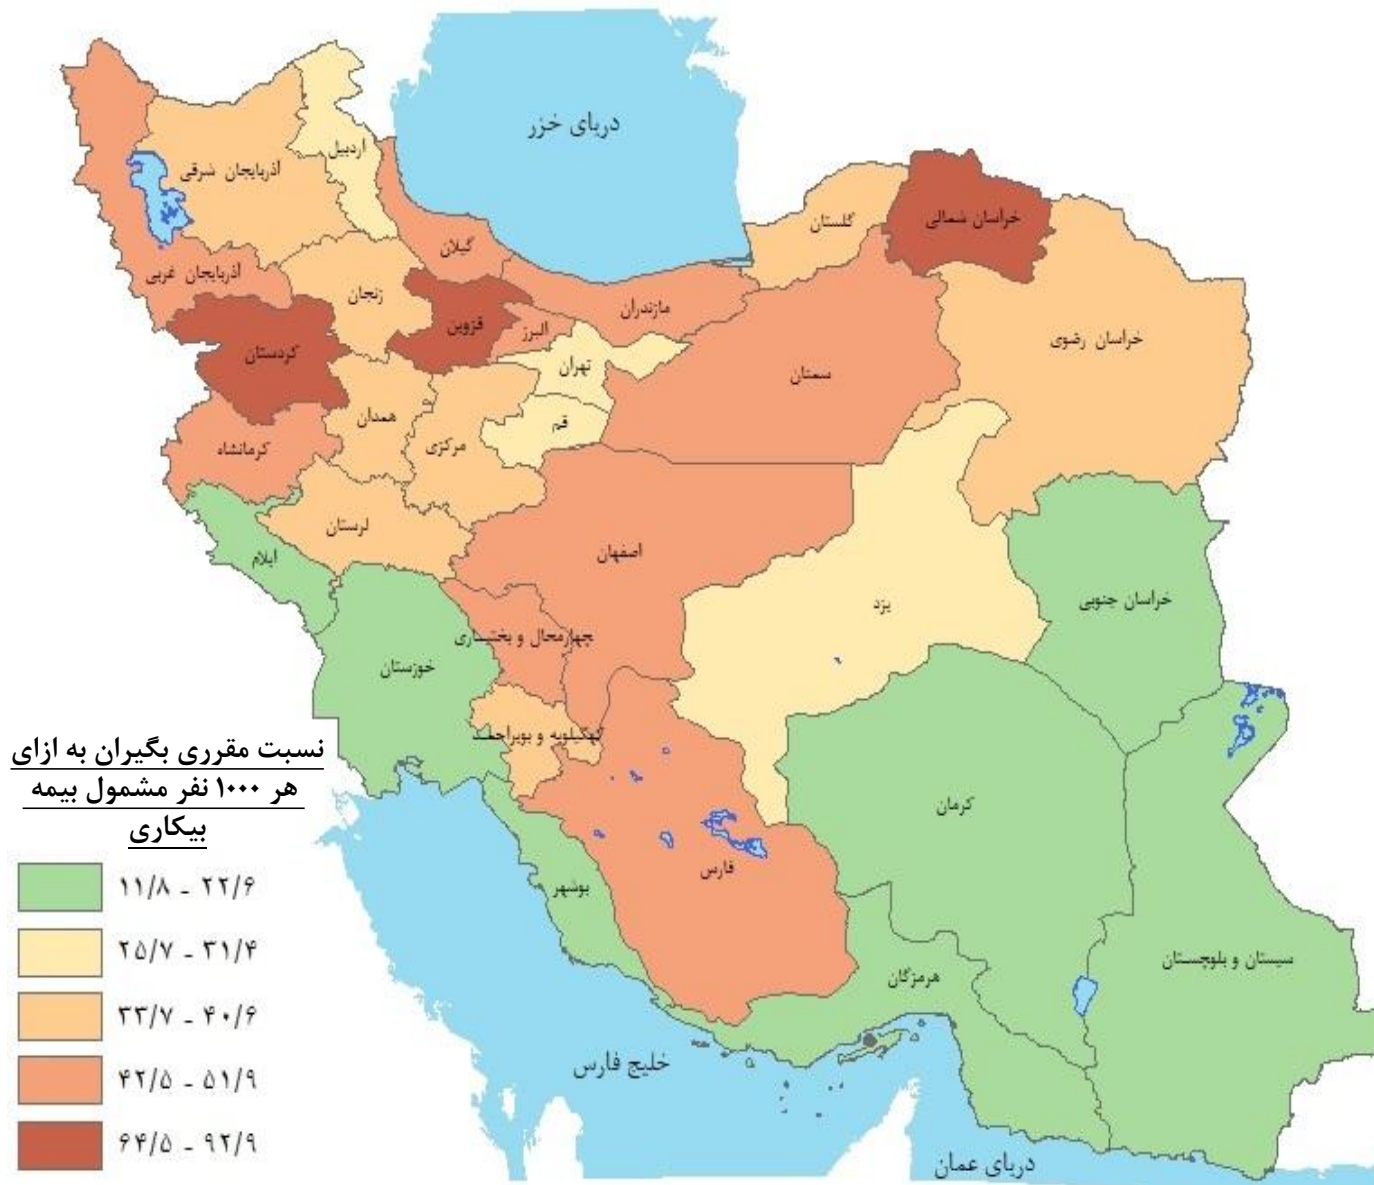 دریای خزر
اردبیل
آذربایجان شرقی
گیلان
گلستان
خراسان شمالی
آذربایجان غربی
زنجان
قزوین
البرز
مازندران
خراسان رضوی
کردستان
تهران
سمنان
همدان
قم
مرکزی
کرمانشاه
لرستان
اصفهان
ایلام
یزد
خراسان جنوبی
چهارمحال و بختیاری
خوزستان
کهگیلویه و بویراحمد
کرمان
فارس
بوشهر
سیستان و بلوچستان
هرمزگان
خلیج فارس
دریای عمان
نسبت مقرری بگیران به ازای
هر ۱۰۰۰ نفر مشمول بیمه
بیکاری
۱۱/۸ - ۲۲/۶
۲۵/۷ - ۳۱/۴
۳۳/۷ - ۴۰/۶
۴۲/۵ - ۵۱/۹
۶۴/۵ - ۹۲/۹